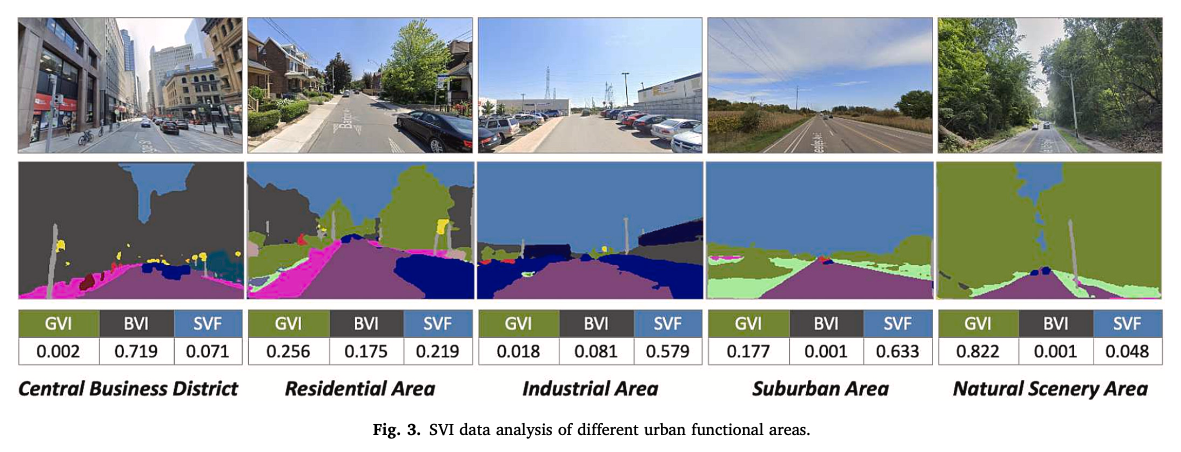 GVI BVI SVF GVI BVI SVF GVI BVI SVF GVI BVI SVF GVI BVI SVF
0.002 0.719 0.071 0.256 0.175 0.219 0.018 0.081 0.579 0.177 0.001 0.633 0.822 0.001 0.048
Central Business District Residential Area Industrial Area Suburban Area Natural Scenery Area
Fig. 3. SVI data analysis of different urban functional areas.